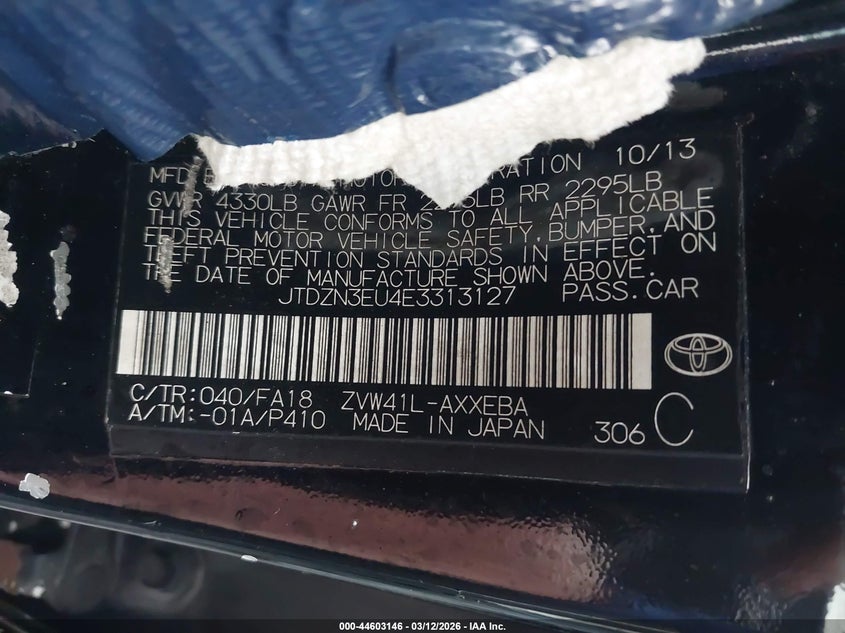 MFD MOTOR 10/13
GVWR 4330LB GAWR FR RR 2295LB
THIS VEHICLE CONFORMS TO ALL APPLICABLE
FEDERAL MOTOR VEHICLE SAFETY, BUMPER, AND
THEFT PREVENTION STANDARDS IN EFFECT ON
THE DATE OF MANUFACTURE SHOWN ABOVE.
JTDZN3EU4E3313127 PASS.CAR
C/TR:040/FA18 ZVW41L-AXXEBA
A/TM:-01A/P410 MADE IN JAPAN 306 C
000-44603146 - 03/12/2026 - IAA Inc.